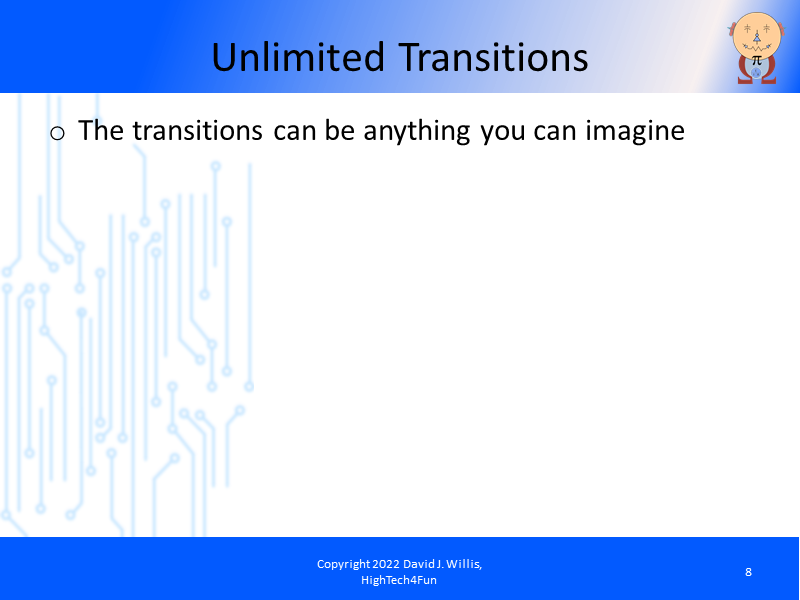 Unlimited Transitions
π
o The transitions can be anything you can imagine
Copyright 2022 David J. Willis,
HighTech4Fun
8